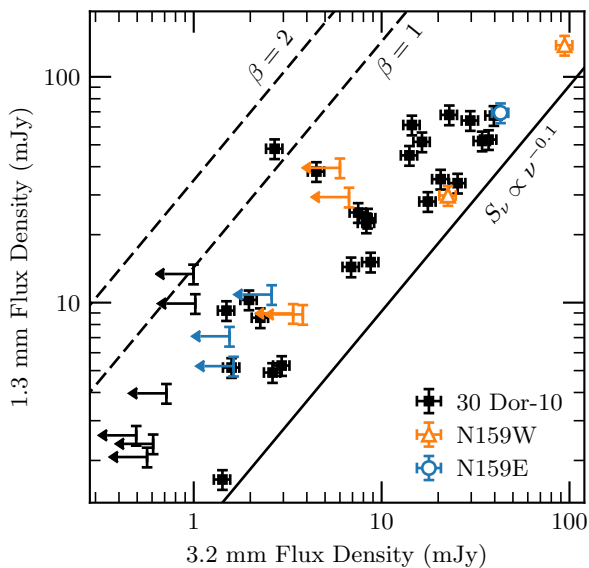 β = 2
β = 1
100
10
1.3 mm Flux Density (mJy)
S_ν ∝ ν^−0.1
30 Dor-10
N159W
N159E
1 10 100
3.2 mm Flux Density (mJy)